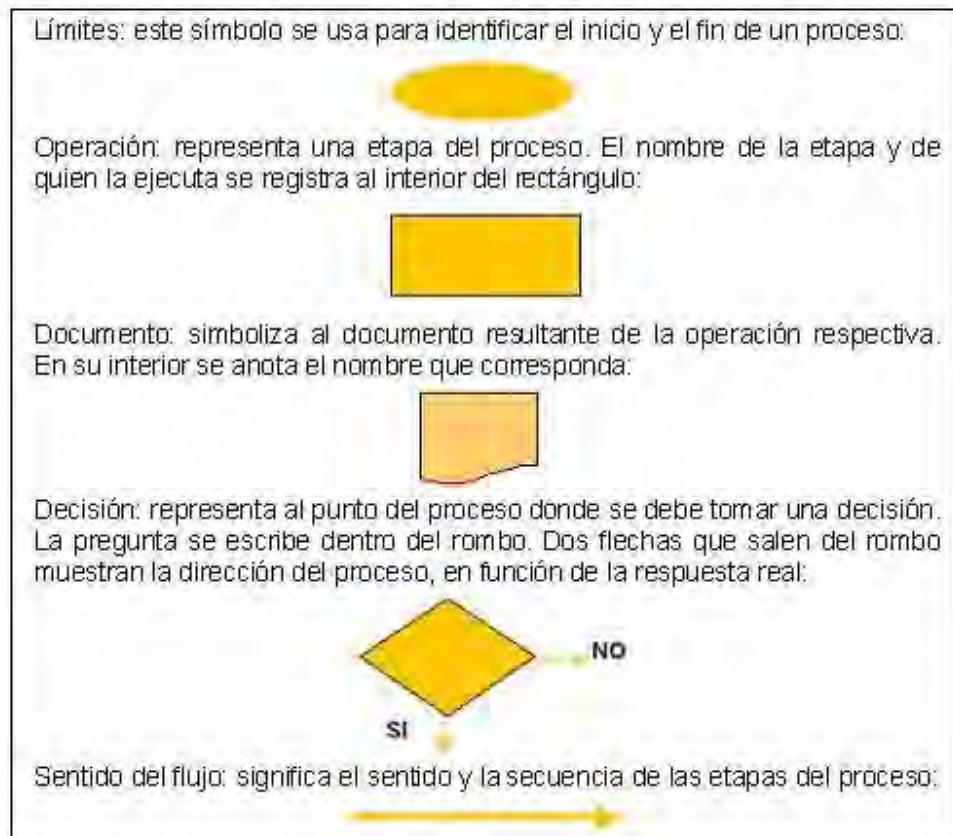 Límites: este símbolo se usa para identificar el inicio y el fin de un proceso:
Operación: representa una etapa del proceso. El nombre de la etapa y de
quien la ejecuta se registra al interior del rectángulo:
Documento: simboliza al documento resultante de la operación respectiva.
En su interior se anota el nombre que corresponda:
Decisión: representa al punto del proceso donde se debe tomar una decisión.
La pregunta se escribe dentro del rombo. Dos flechas que salen del rombo
muestran la dirección del proceso, en función de la respuesta real:
NO
SI
Sentido del flujo: significa el sentido y la secuencia de las etapas del proceso: